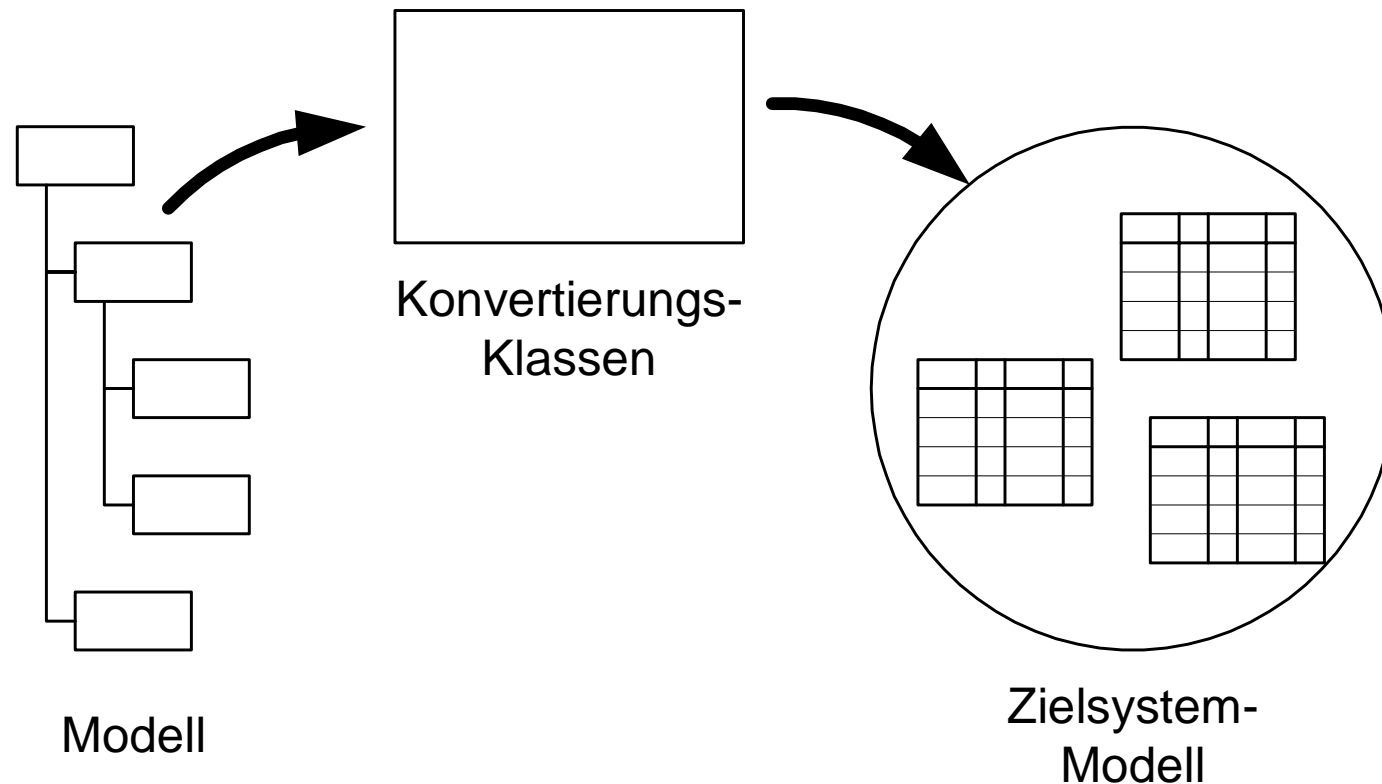 Konvertierungs-
Klassen
Modell
Zielsystem-
Modell